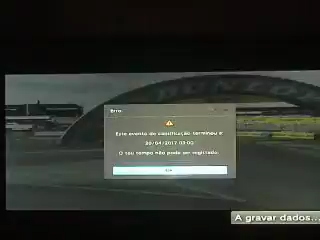 Erro
Este evento de classificação terminou a:
30/04/2017 03:00.
O seu tempo não pode ser registado.
OK
A gravar dados...